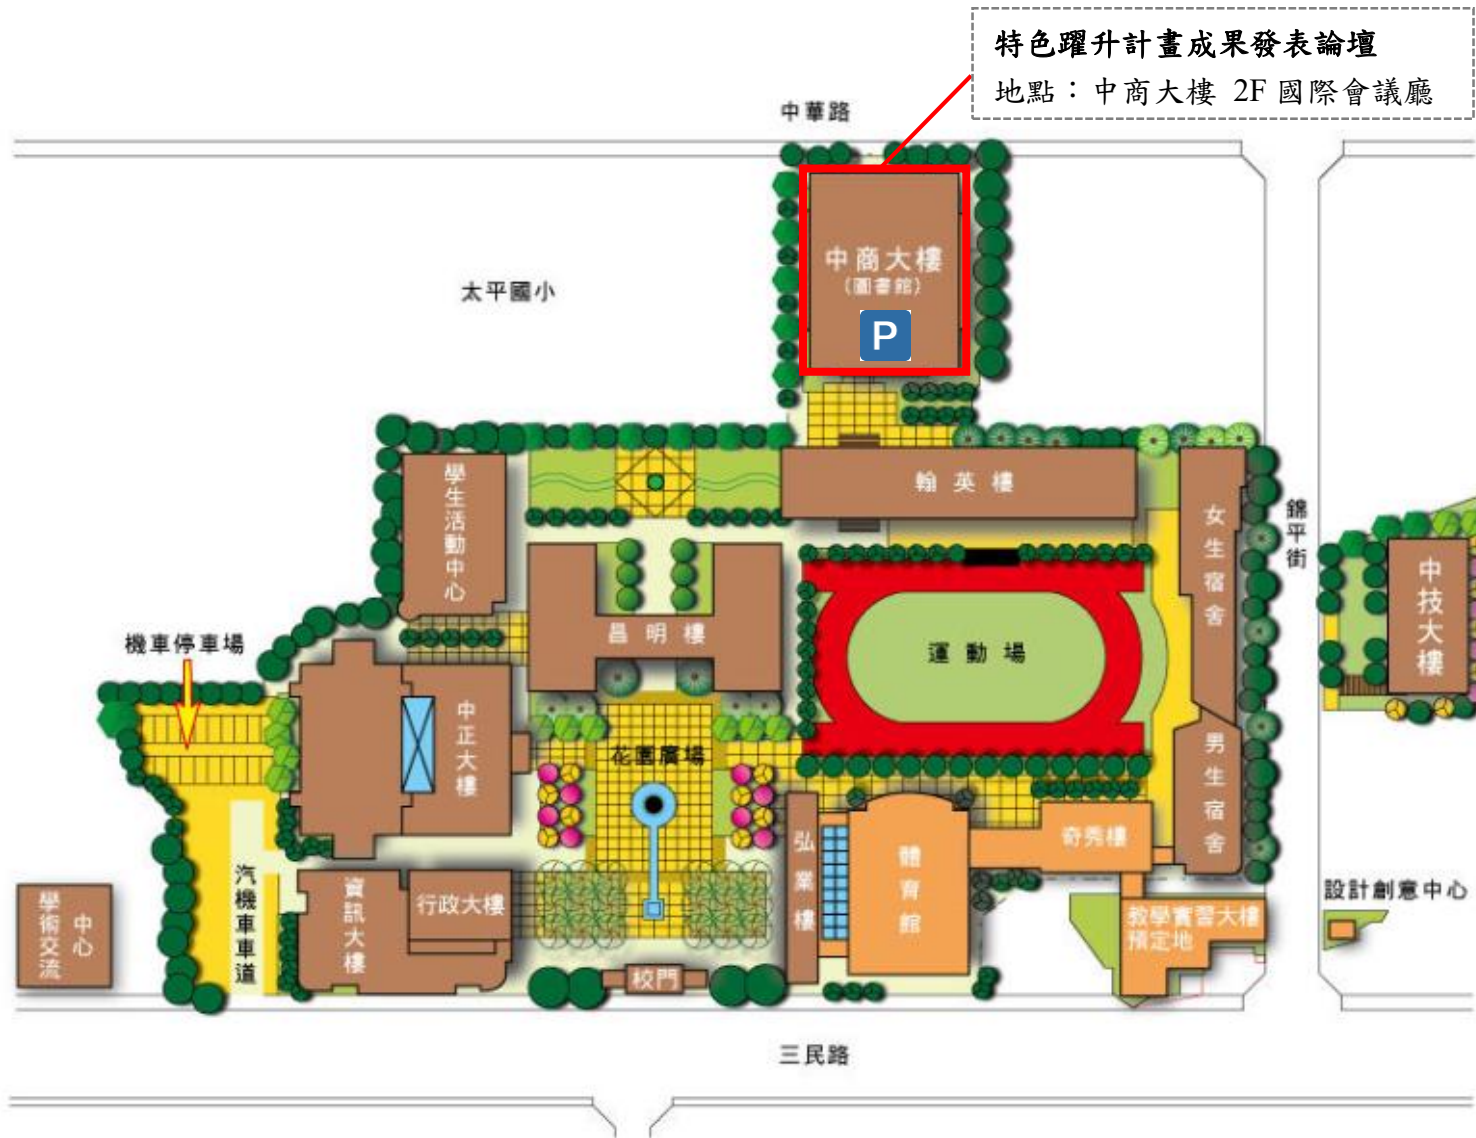 特色躍升計畫成果發表論壇
地點：中商大樓 2F 國際會議廳
中華路
中商大樓
(圖書館)
P
太平國小
翰英樓
學生活動中心
女生宿舍
錦平街
中技大樓
昌明樓
運動場
機車停車場
中正大樓
花園廣場
男生宿舍
弘業樓
體育館
奇秀樓
汽機車車道
資訊大樓
行政大樓
學術交流
中心
設計創意中心
教學實習大樓
預定地
校門
三民路